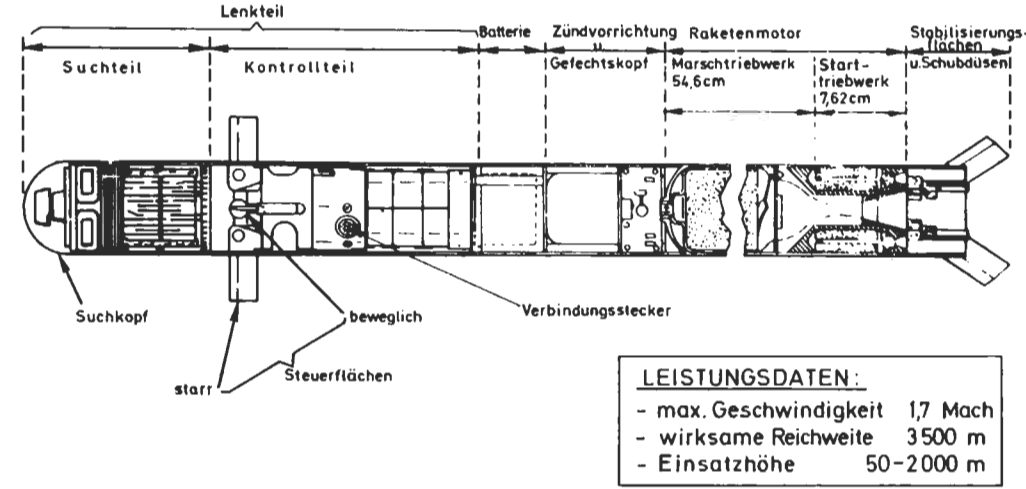 Lenkteil
Batterie
Zündvorrichtung
u.
Gefechtskopf
Raketenmotor
Stabilisierungs-
flächen
u. Schubdüsen
Suchteil
Kontrollteil
Marschtriebwerk
54,6cm
Start-
triebwerk
7,62cm
Suchkopf
beweglich
Verbindungsstecker
Steuerflächen
starr
LEISTUNGSDATEN:
- max. Geschwindigkeit 1,7 Mach
- wirksame Reichweite 3500 m
- Einsatzhöhe 50-2000 m